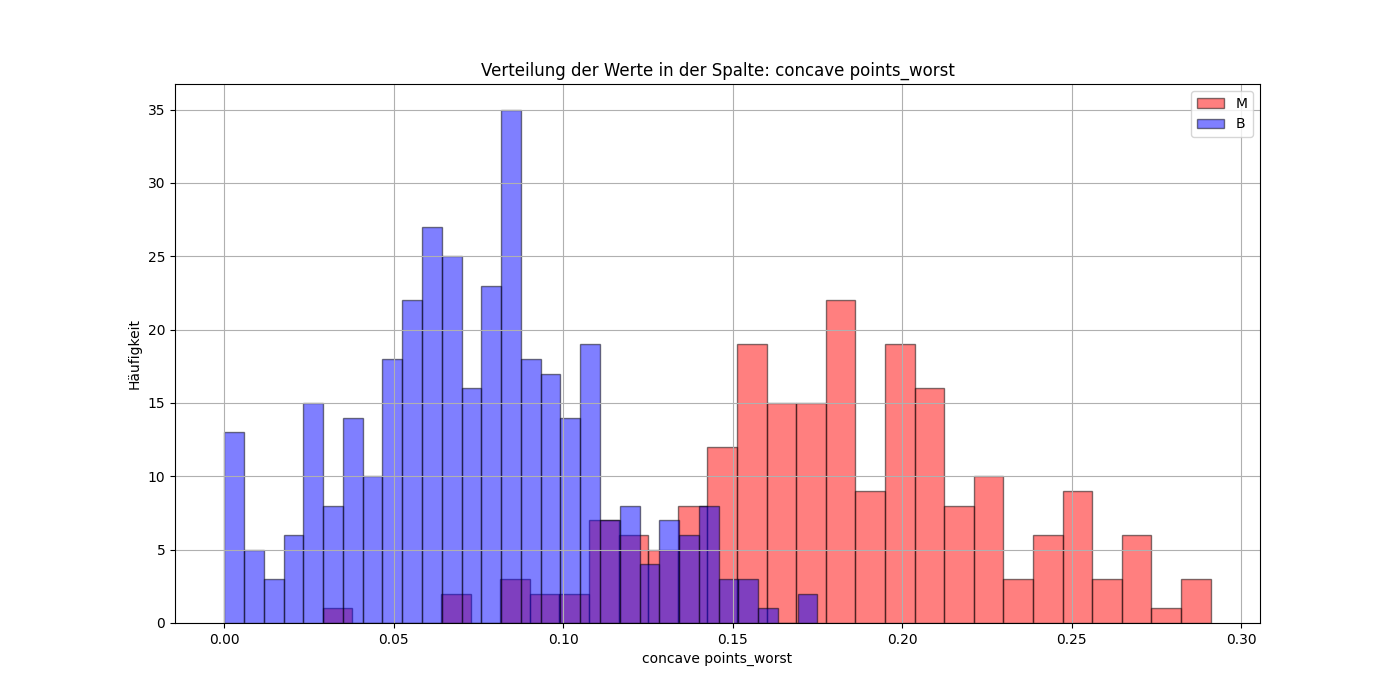 Verteilung der Werte in der Spalte: concave points_worst
M
B
Häufigkeit
35
30
25
20
15
10
5
0
0.00 0.05 0.10 0.15 0.20 0.25 0.30
concave points_worst